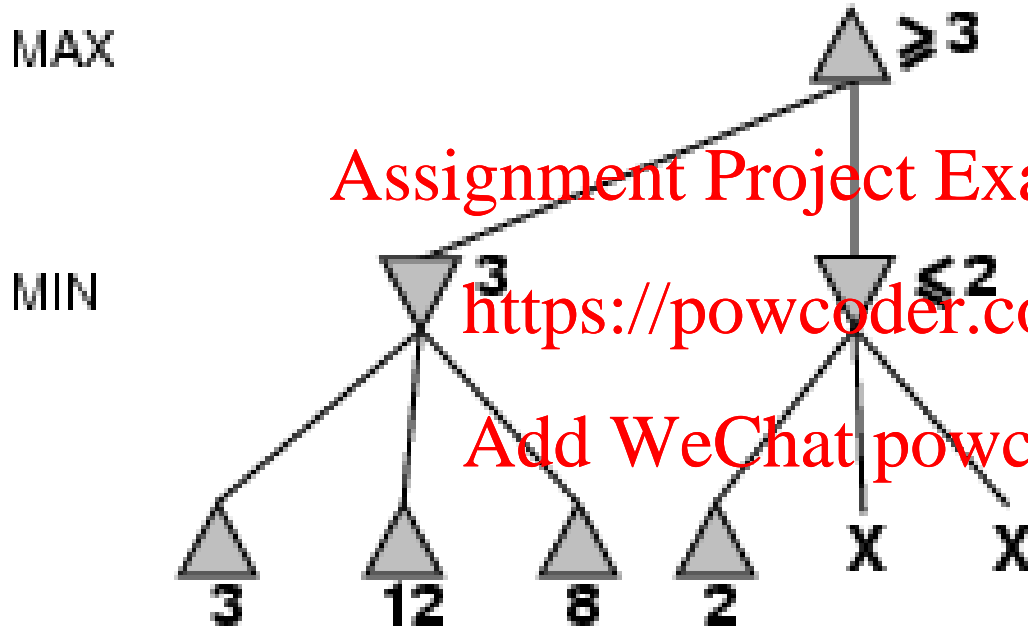 MAX ≥3
Assignment Project Exa
MIN 3 ≤2
https://powcoder.co
Add WeChat powc
X X
3 12 8 2